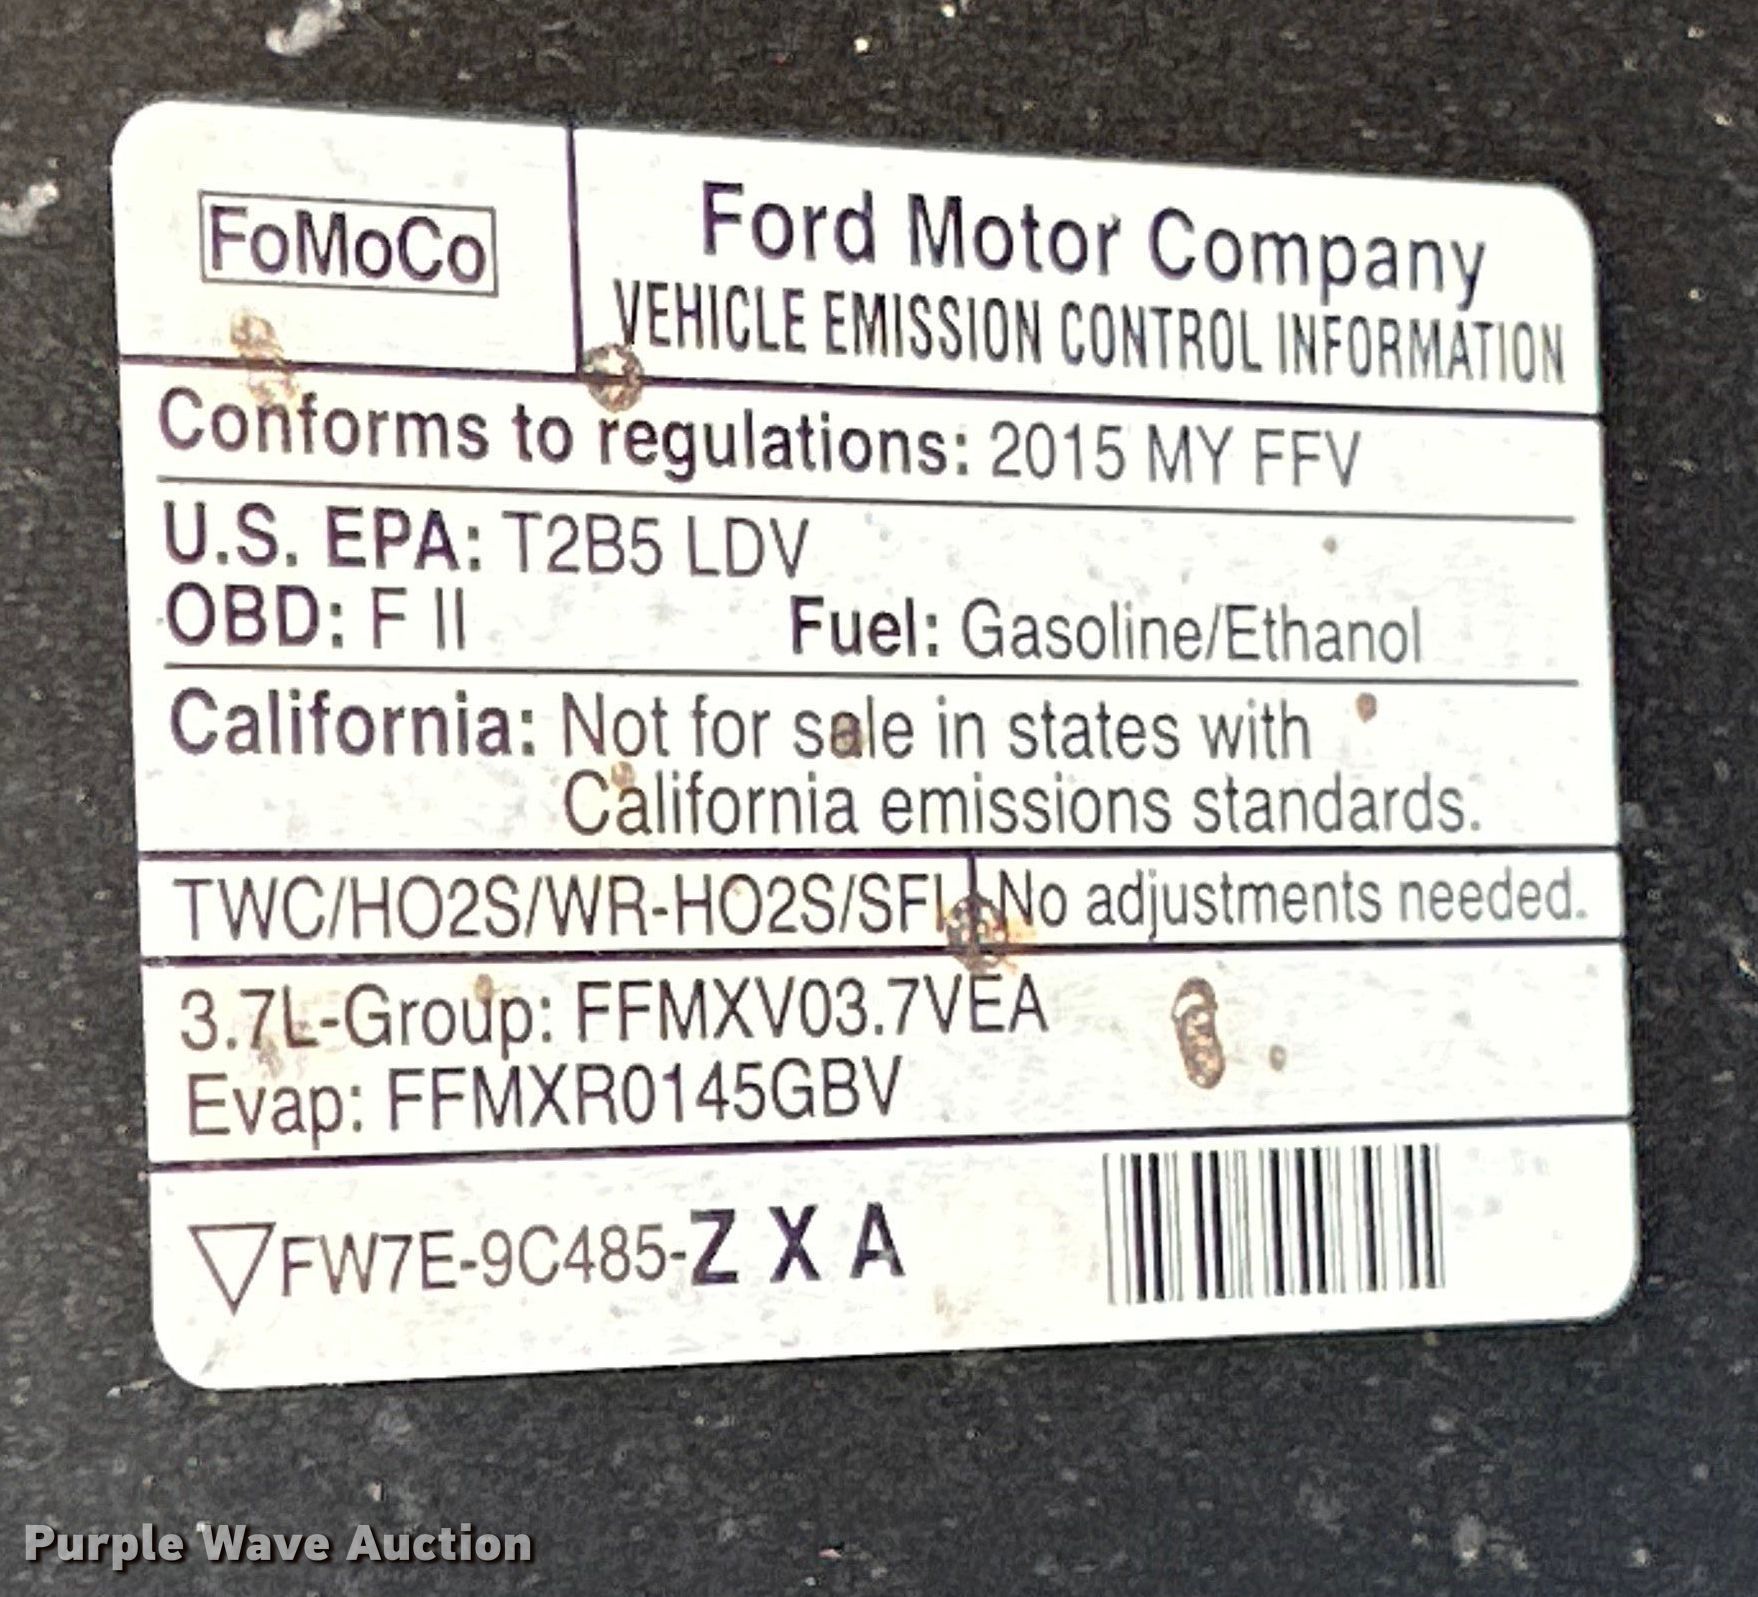 FoMoCo
Ford Motor Company
VEHICLE EMISSION CONTROL INFORMATION
Conforms to regulations: 2015 MY FFV
U.S. EPA: T2B5 LDV
OBD: F II Fuel: Gasoline/Ethanol
California: Not for sale in states with
California emissions standards.
TWC/HO2S/WR-HO2S/SFI No adjustments needed.
3.7L-Group: FFMXV03.7VEA
Evap: FFMXR0145GBV
FW7E-9C485-Z X A
Purple Wave Auction